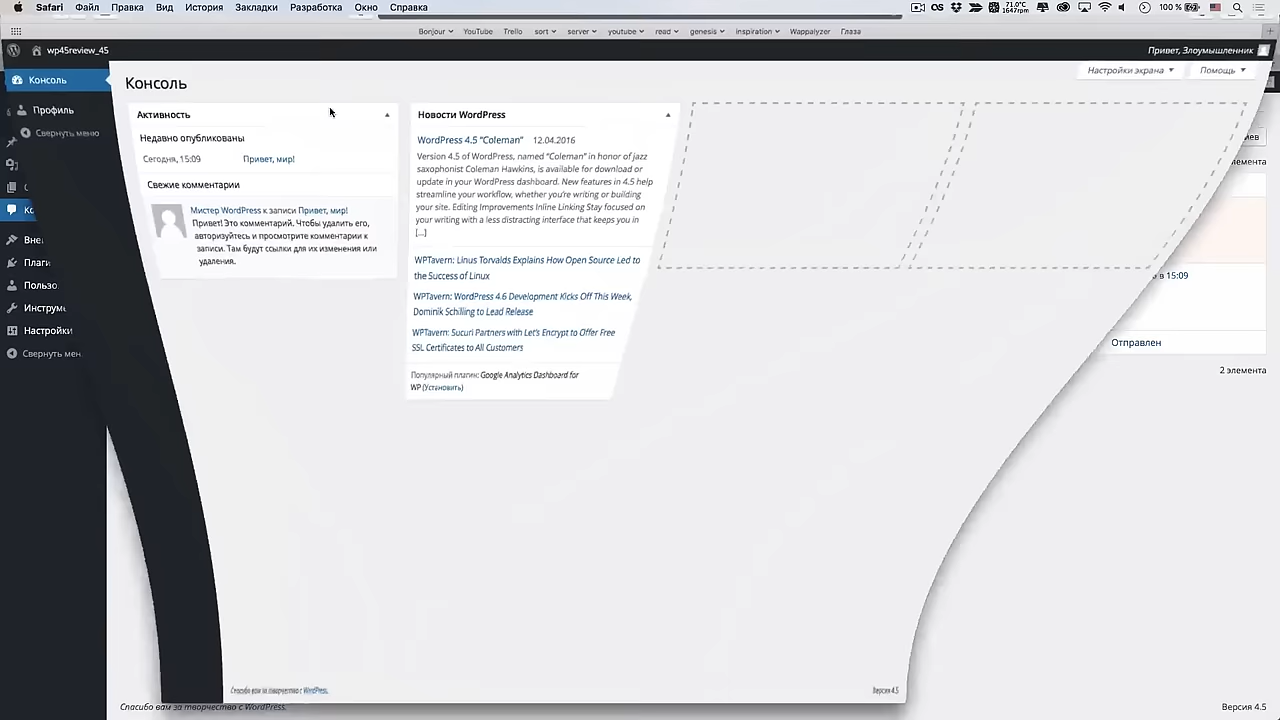 Safari Файл Правка Вид История Закладки Разработка Окно Справка
100 %
Bonjour YouTube Trello sort server youtube read genesis inspiration Wappalyzer Глаза
wp45review_45
Привет, Злоумышленник
Консоль
Консоль
Настройки экрана
Помощь
Профиль
Свернуть меню
Активность
Недавно опубликованы
Сегодня, 15:09 Привет, мир!
Свежие комментарии
Мистер WordPress к записи Привет, мир!
Привет! Это комментарий. Чтобы удалить его,
авторизуйтесь и просмотрите комментарии к
записи. Там будут ссылки для их изменения или
удаления.
Новости WordPress
WordPress 4.5 “Coleman” 12.04.2016
Version 4.5 of WordPress, named “Coleman” in honor of jazz
saxophonist Coleman Hawkins, is available for download or
update in your WordPress dashboard. New features in 4.5 help
streamline your workflow, whether you're writing or building
your site. Editing Improvements Inline Linking Stay focused on
your writing with a less distracting interface that keeps you in
[...]
WPTavern: Linus Torvalds Explains How Open Source Led to
the Success of Linux
WPTavern: WordPress 4.6 Development Kicks Off This Week,
Dominik Schilling to Lead Release
WPTavern: Sucuri Partners with Let's Encrypt to Offer Free
SSL Certificates to All Customers
Популярный плагин: Google Analytics Dashboard for
WP (Установить)
в 15:09
Отправлен
2 элемента
Настройки
Спасибо вам за творчество с WordPress.
Версия 4.5
Спасибо вам за творчество с WordPress.
Версия 4.5